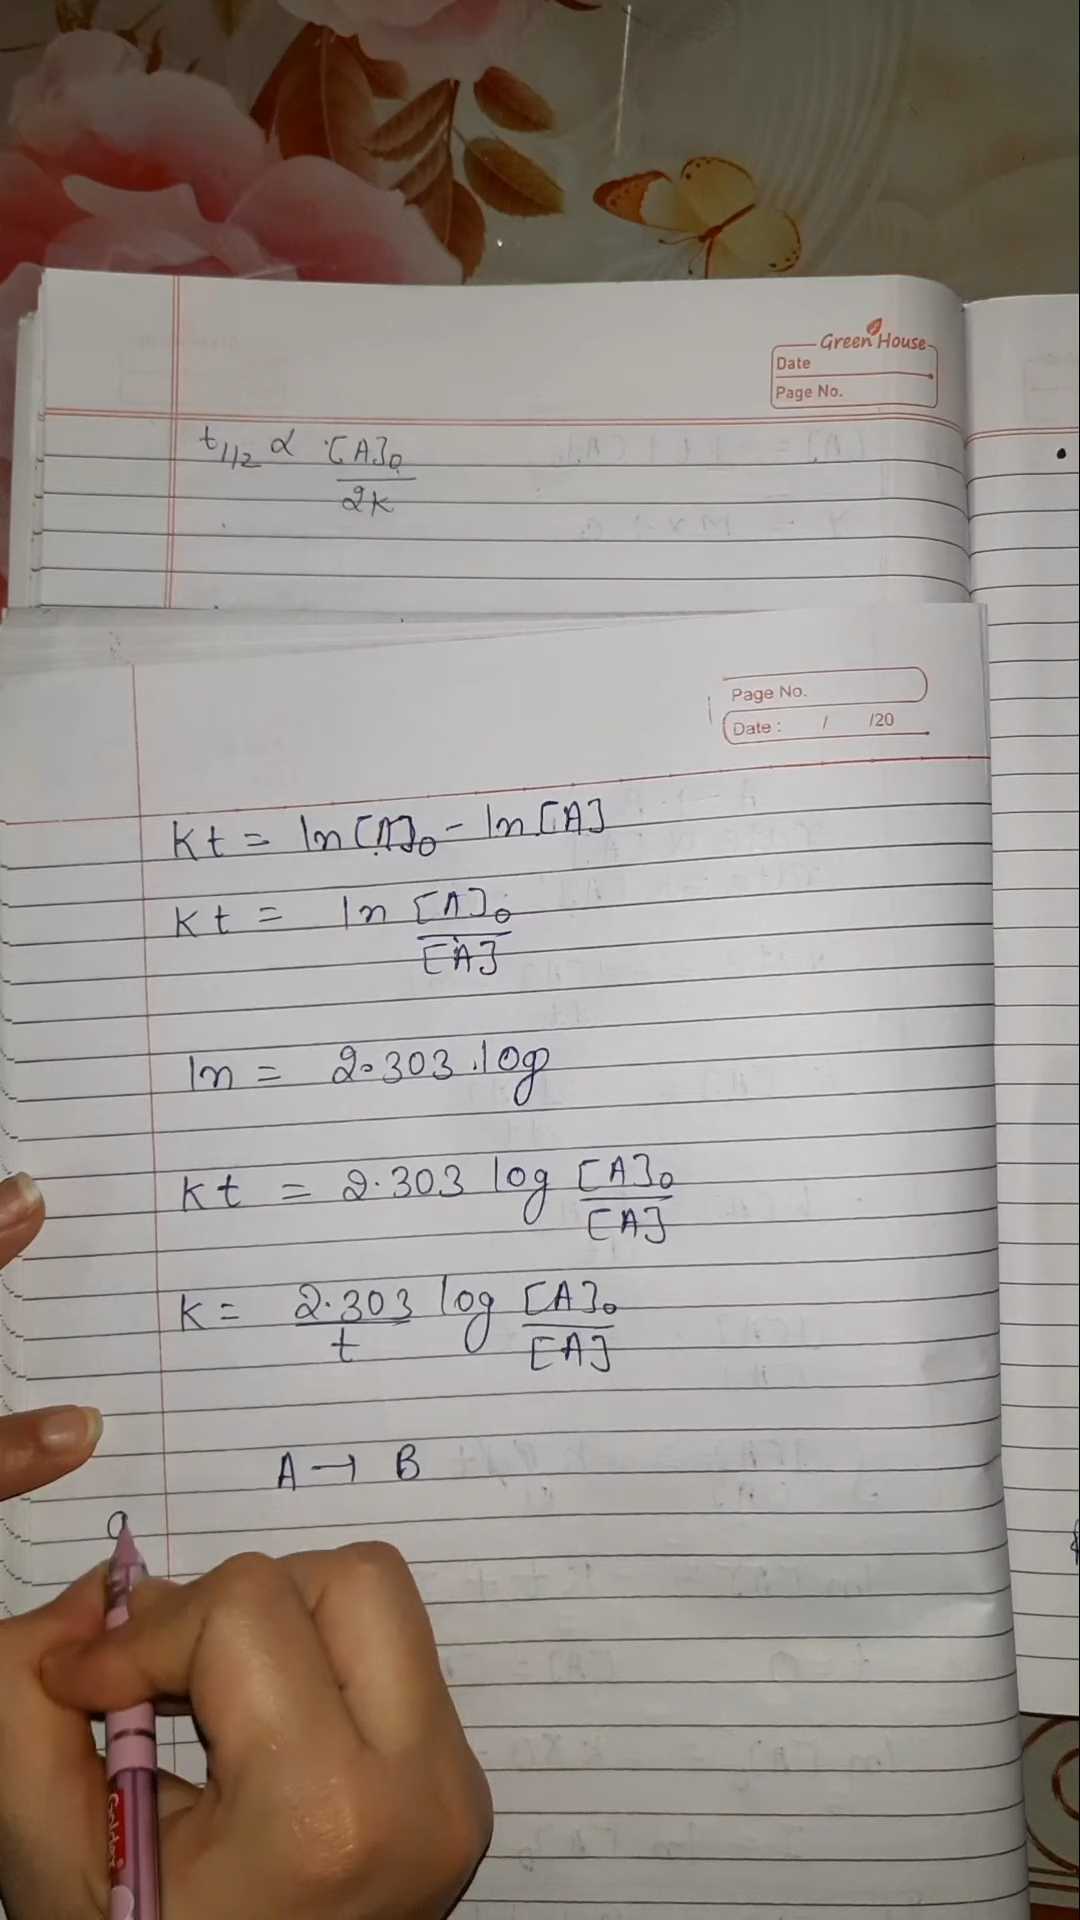 Green House
Date
Page No.
t1/2 ∝ [A]0
2k
Page No.
Date : / /20
Kt = ln[A]0 - ln[A]
Kt = ln [A]0
[A]
ln = 2.303 log
Kt = 2.303 log [A]0
[A]
K = 2.303 log [A]0
t [A]
A → B